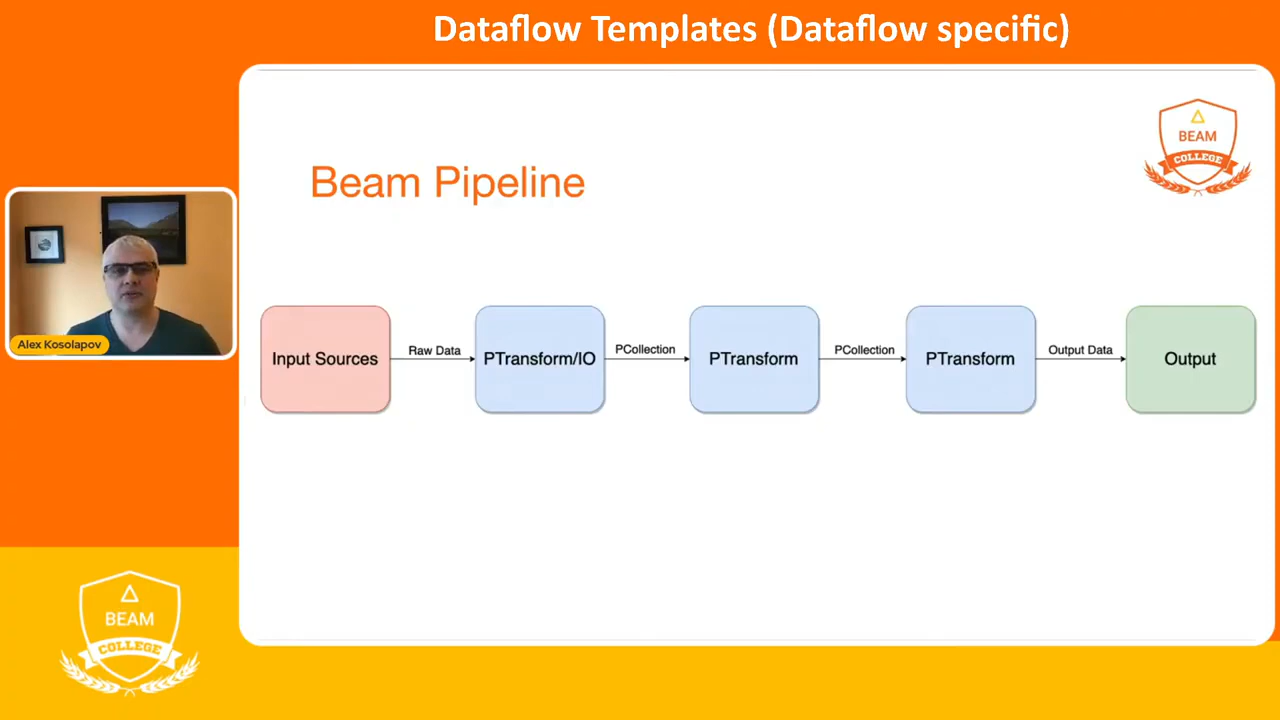 Dataflow Templates (Dataflow specific)
BEAM
COLLEGE
Beam Pipeline
Alex Kosolapov
Input Sources
Raw Data
PTransform/IO
PCollection
PTransform
PCollection
PTransform
Output Data
Output
BEAM
COLLEGE